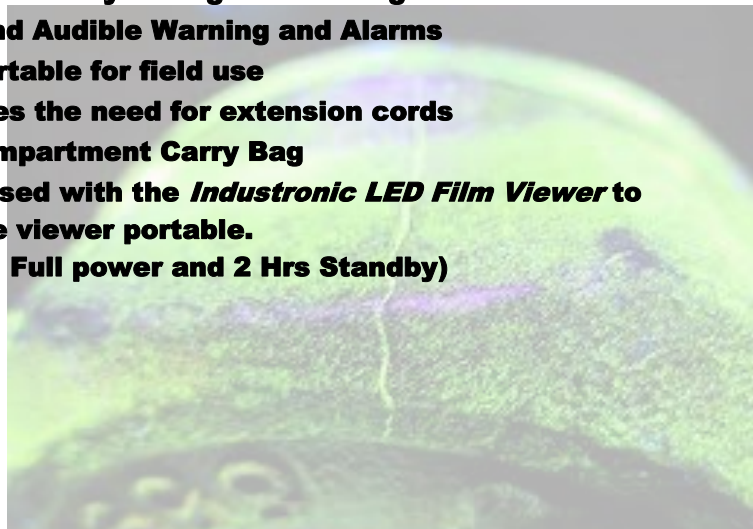 nd Audible Warning and Alarms
rtable for field use
es the need for extension cords
mpartment Carry Bag
sed with the Industronic LED Film Viewer to
e viewer portable.
Full power and 2 Hrs Standby)